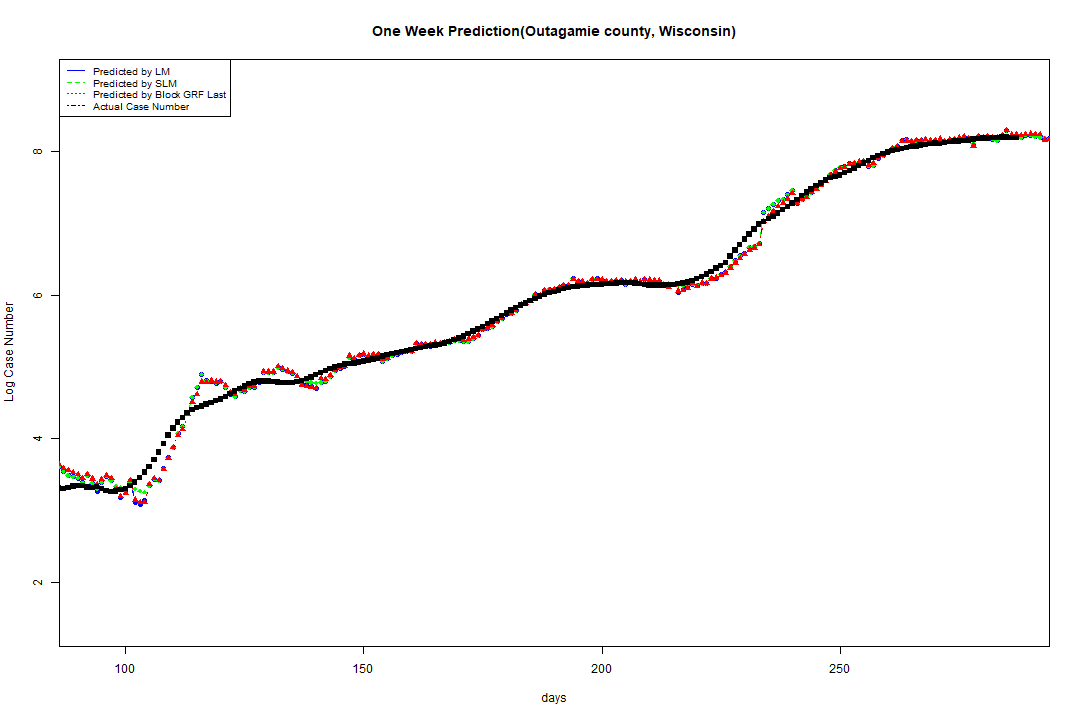 One Week Prediction(Outagamie county, Wisconsin)
Predicted by LM
Predicted by SLM
Predicted by Block GRF Last
Actual Case Number
Log Case Number
8
6
4
2
100 150 200 250
days